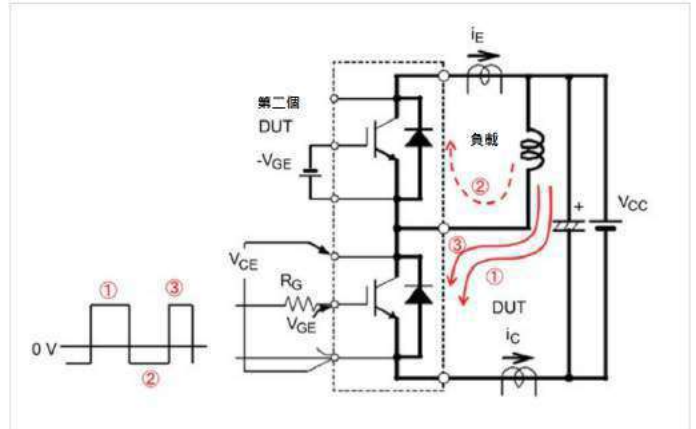 iE
第二個
DUT
-VGE
負載
②
VCC
+
③
①
VCE
RG
VGE
DUT
iC
① ③
0 V
②